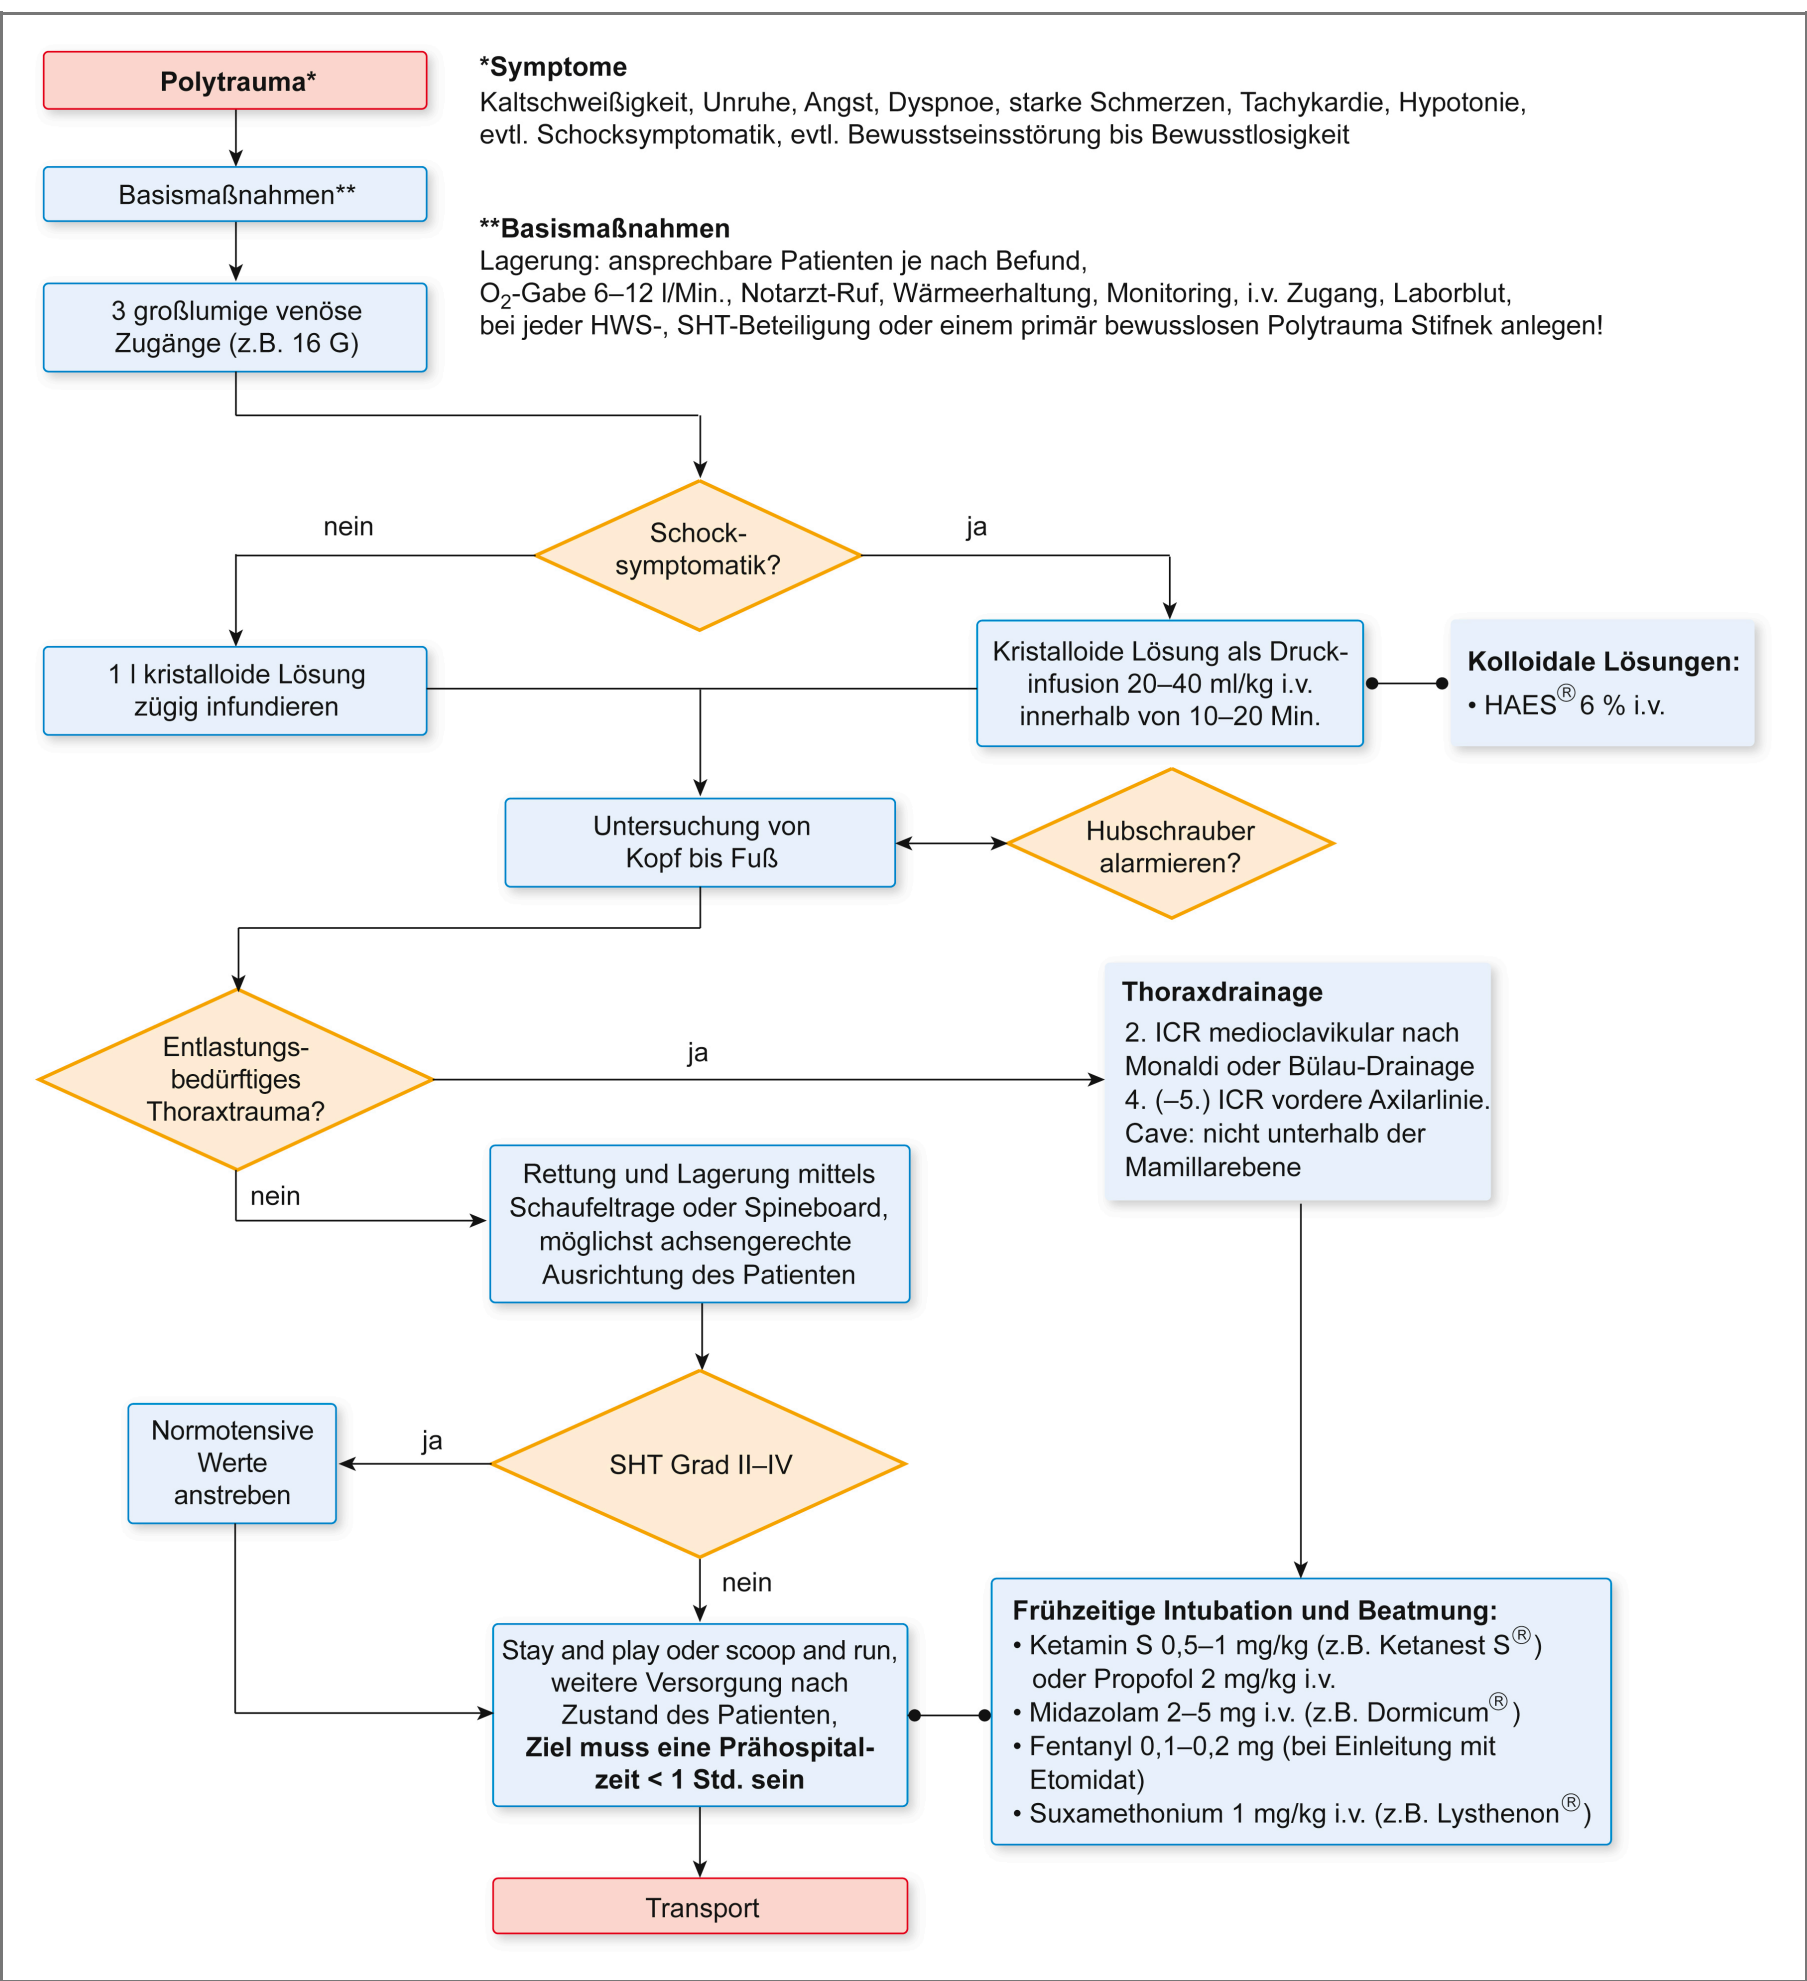 Polytrauma*
*Symptome
Kaltschweißigkeit, Unruhe, Angst, Dyspnoe, starke Schmerzen, Tachykardie, Hypotonie,
evtl. Schocksymptomatik, evtl. Bewusstseinsstörung bis Bewusstlosigkeit
Basismaßnahmen**
**Basismaßnahmen
Lagerung: ansprechbare Patienten je nach Befund,
O₂-Gabe 6–12 l/Min., Notarzt-Ruf, Wärmeerhaltung, Monitoring, i.v. Zugang, Laborblut,
bei jeder HWS-, SHT-Beteiligung oder einem primär bewusslosen Polytrauma Stifnek anlegen!
3 großlumige venöse
Zugänge (z.B. 16 G)
Schock-
symptomatik?
nein
ja
1 l kristalloide Lösung
zügig infundieren
Kristalloide Lösung als Druck-
infusion 20–40 ml/kg i.v.
innerhalb von 10–20 Min.
Kolloidale Lösungen:
• HAES® 6 % i.v.
Untersuchung von
Kopf bis Fuß
Hubschrauber
alarmieren?
Entlastungs-
bedürftiges
Thoraxtrauma?
ja
nein
Thoraxdrainage
2. ICR medioclavikular nach
Monaldi oder Bülau-Drainage
4. (–5.) ICR vordere Axilarlinie.
Cave: nicht unterhalb der
Mamillarebene
Rettung und Lagerung mittels
Schaufeltrage oder Spineboard,
möglichst achsengerechte
Ausrichtung des Patienten
SHT Grad II–IV
ja
nein
Normotensive
Werte
anstreben
Stay and play oder scoop and run,
weitere Versorgung nach
Zustand des Patienten,
Ziel muss eine Prähospital-
zeit < 1 Std. sein
Frühzeitige Intubation und Beatmung:
• Ketamin S 0,5–1 mg/kg (z.B. Ketanest S®)
oder Propofol 2 mg/kg i.v.
• Midazolam 2–5 mg i.v. (z.B. Dormicum®)
• Fentanyl 0,1–0,2 mg (bei Einleitung mit
Etomidat)
• Suxamethonium 1 mg/kg i.v. (z.B. Lysthenon®)
Transport